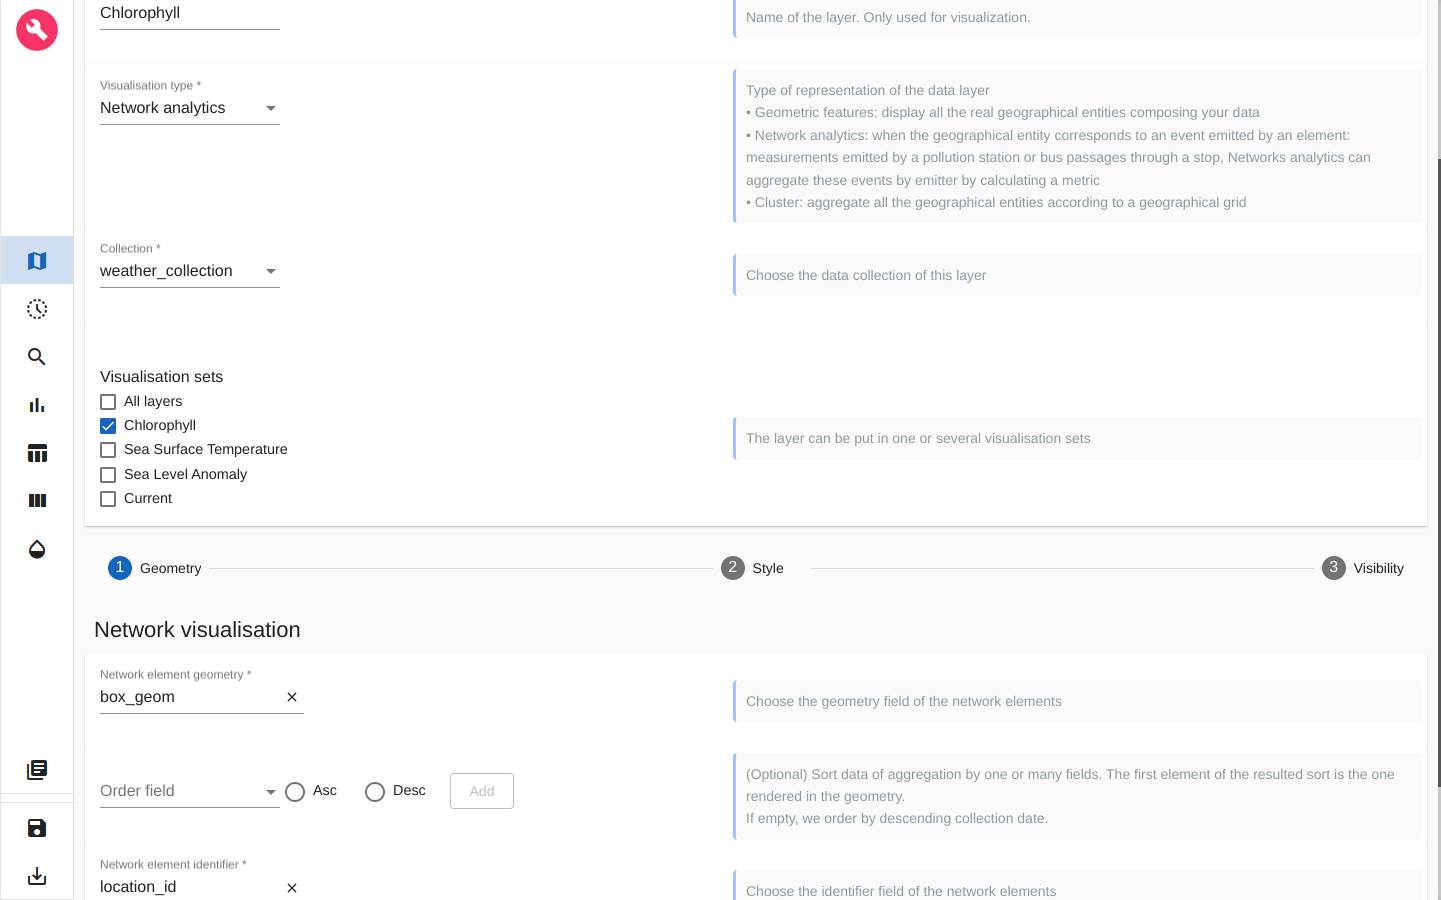 Chlorophyll
Name of the layer. Only used for visualization.
Visualisation type *
Network analytics
Type of representation of the data layer
• Geometric features: display all the real geographical entities composing your data
• Network analytics: when the geographical entity corresponds to an event emitted by an element:
measurements emitted by a pollution station or bus passages through a stop, Networks analytics can
aggregate these events by emitter by calculating a metric
• Cluster: aggregate all the geographical entities according to a geographical grid
Collection *
weather_collection
Choose the data collection of this layer
Visualisation sets
All layers
Chlorophyll
Sea Surface Temperature
Sea Level Anomaly
Current
The layer can be put in one or several visualisation sets
1 Geometry
2 Style
3 Visibility
Network visualisation
Network element geometry *
box_geom
Choose the geometry field of the network elements
Order field
Asc
Desc
Add
(Optional) Sort data of aggregation by one or many fields. The first element of the resulted sort is the one
rendered in the geometry.
If empty, we order by descending collection date.
Network element identifier *
location_id
Choose the identifier field of the network elements